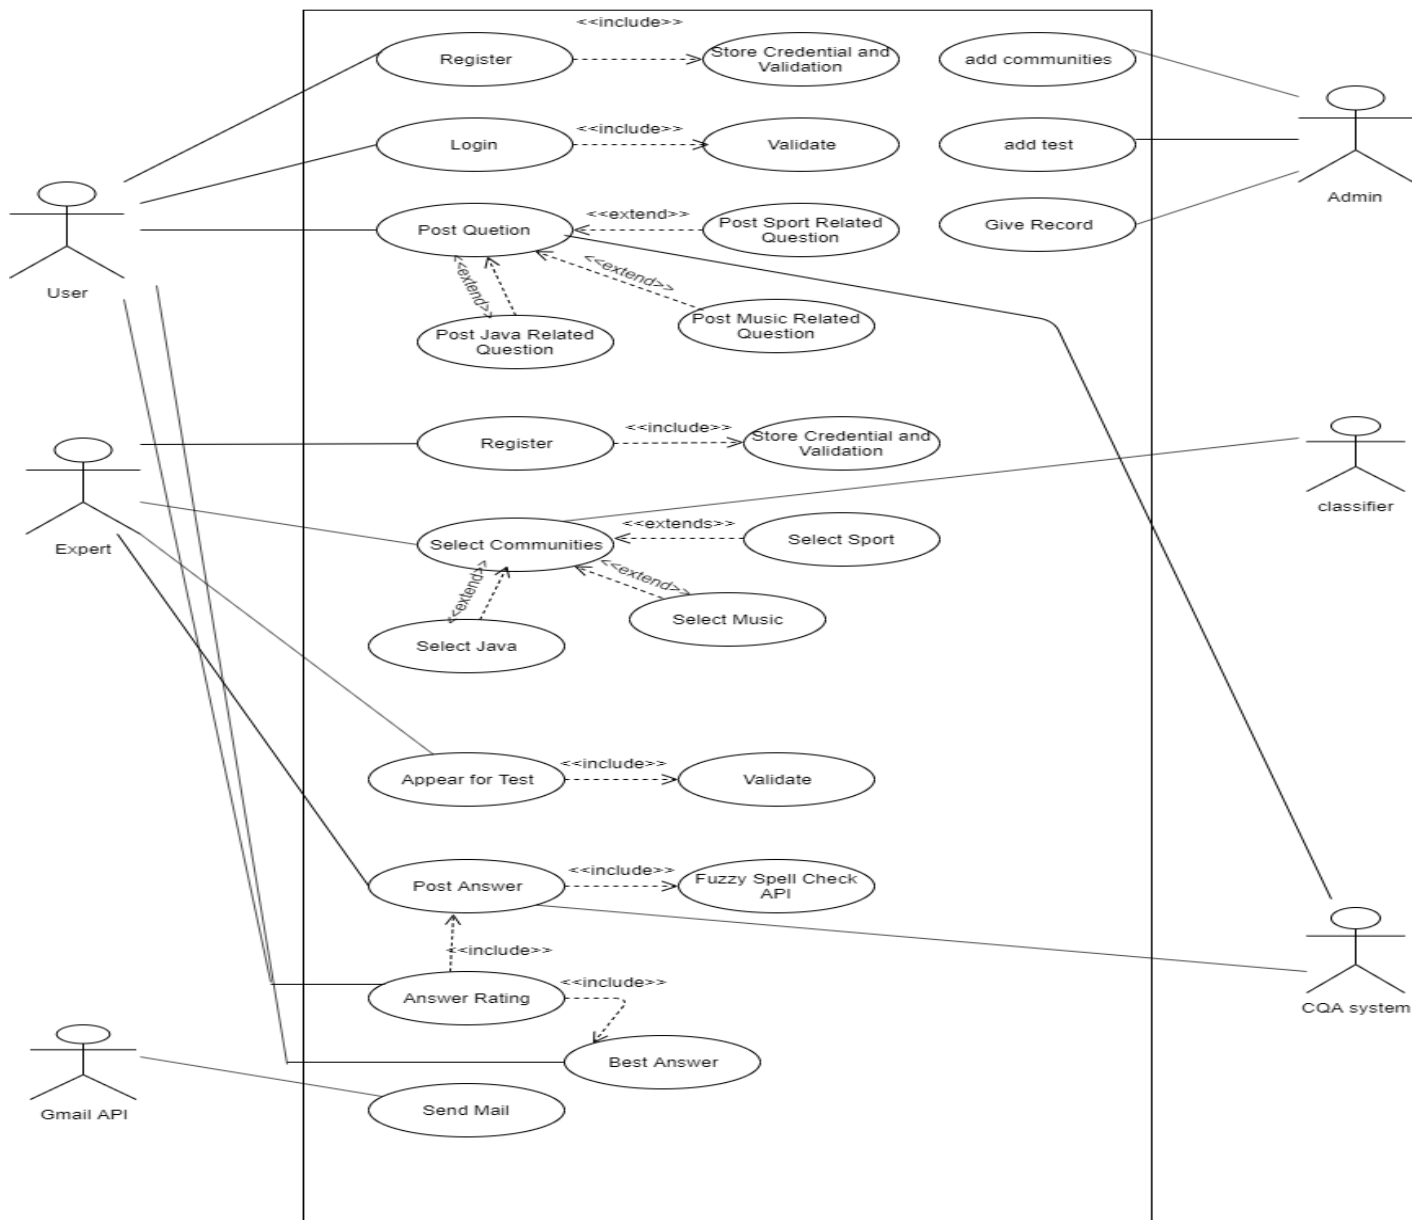 <<include>>
Register
Store Credential and
Validation
add communities
<<include>>
Login
Validate
add test
Admin
<<extend>>
Post Quetion
Post Sport Related
Question
Give Record
User
<<extend>>
<<extend>>
Post Java Related
Question
Post Music Related
Question
<<include>>
Register
Store Credential and
Validation
classifier
Expert
<<extends>>
Select Communities
Select Sport
<<extend>>
<<extend>>
Select Music
Select Java
<<include>>
Appear for Test
Validate
<<include>>
Post Answer
Fuzzy Spell Check
API
<<include>>
<<include>>
Answer Rating
CQA system
Best Answer
Gmail API
Send Mail